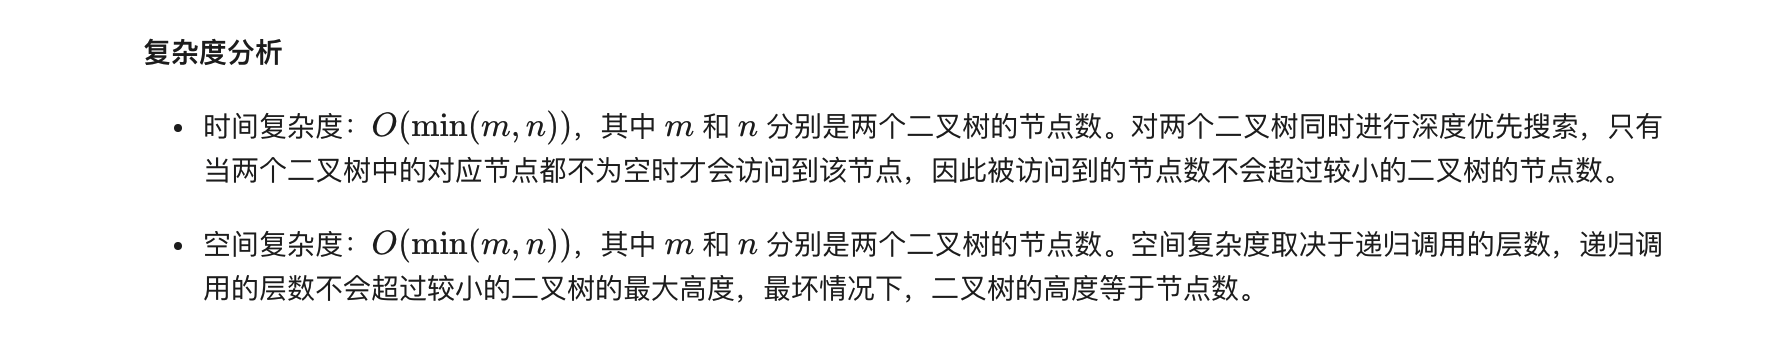 复杂度分析
• 时间复杂度：O(min(m, n))，其中 m 和 n 分别是两个二叉树的节点数。对两个二叉树同时进行深度优先搜索，只有
当两个二叉树中的对应节点都不为空时才会访问到该节点，因此被访问到的节点数不会超过较小的二叉树的节点数。
• 空间复杂度：O(min(m, n))，其中 m 和 n 分别是两个二叉树的节点数。空间复杂度取决于递归调用的层数，递归调
用的层数不会超过较小的二叉树的最大高度，最坏情况下，二叉树的高度等于节点数。